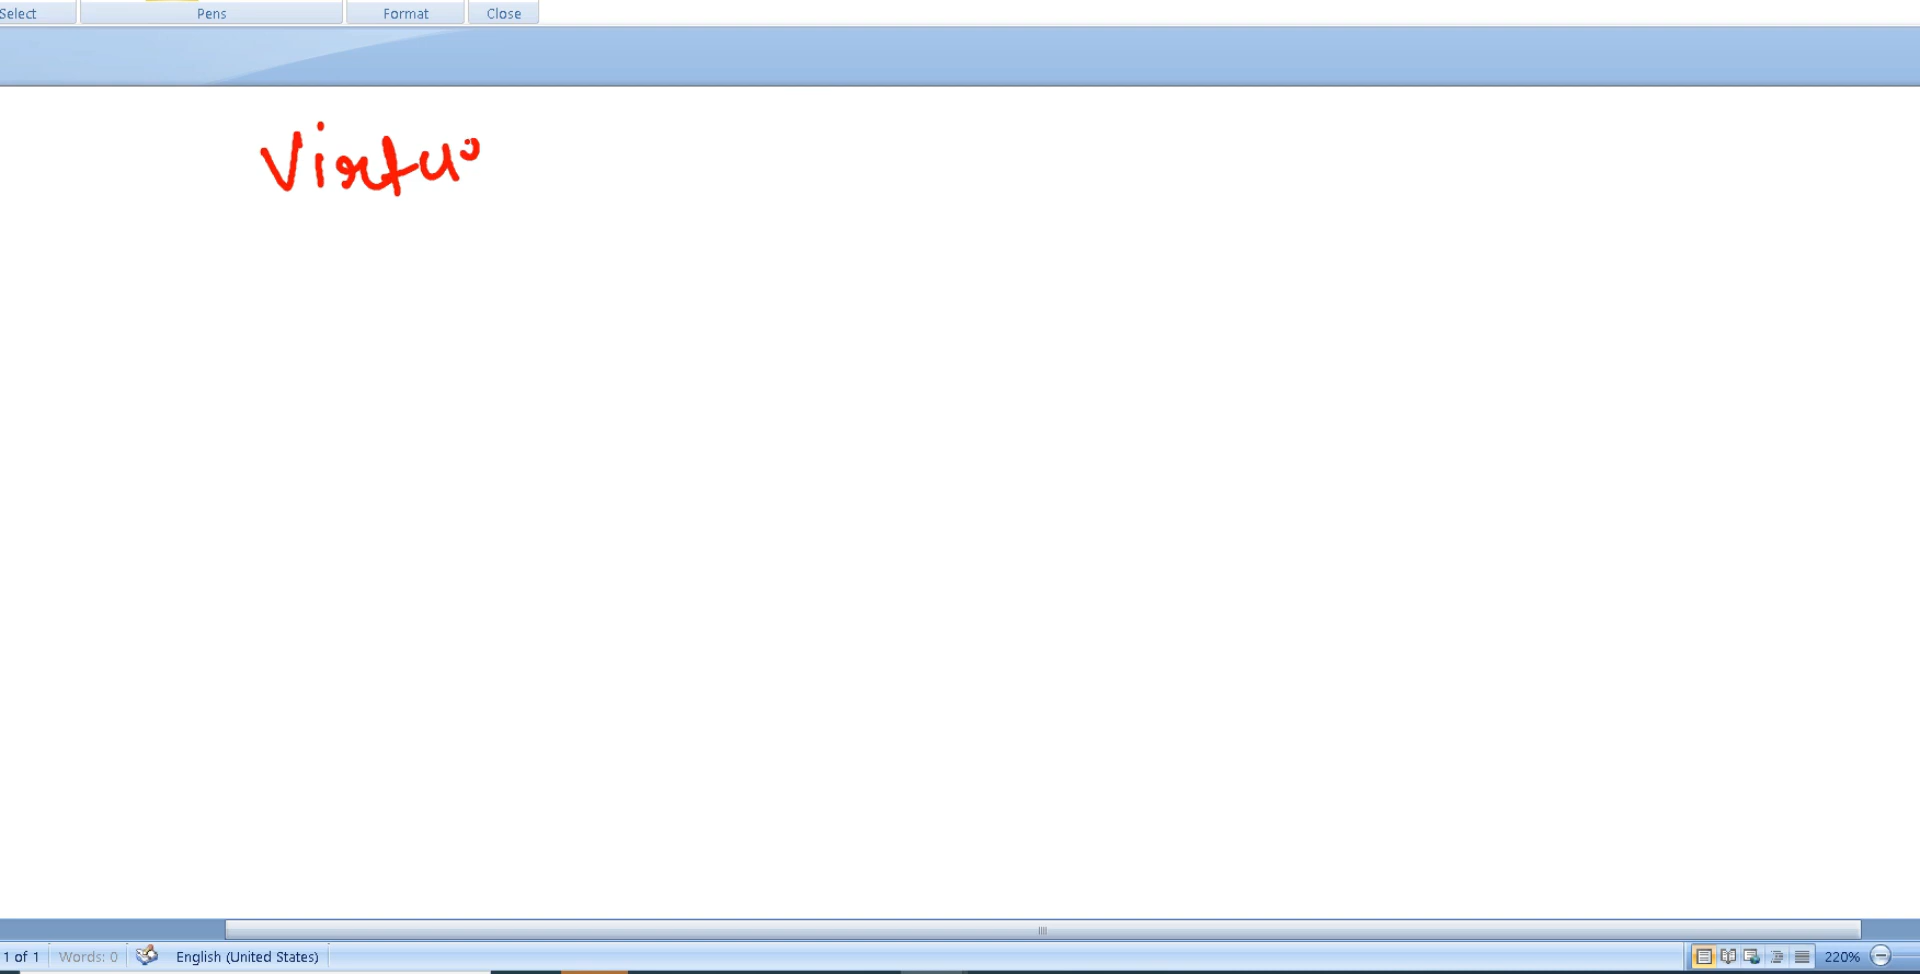 Select Pens Format Close
Virtu
1 of 1 Words: 0 English (United States) 220%